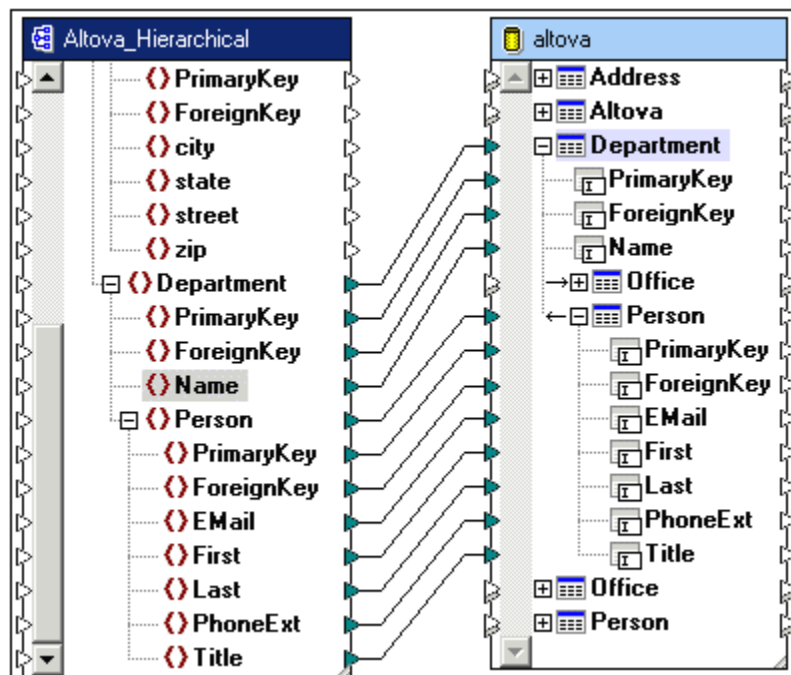 Altova_Hierarchical
PrimaryKey
ForeignKey
city
state
street
zip
Department
PrimaryKey
ForeignKey
Name
Person
PrimaryKey
ForeignKey
EMail
First
Last
PhoneExt
Title
altova
Address
Altova
Department
PrimaryKey
ForeignKey
Name
Office
Person
PrimaryKey
ForeignKey
EMail
First
Last
PhoneExt
Title
Office
Person